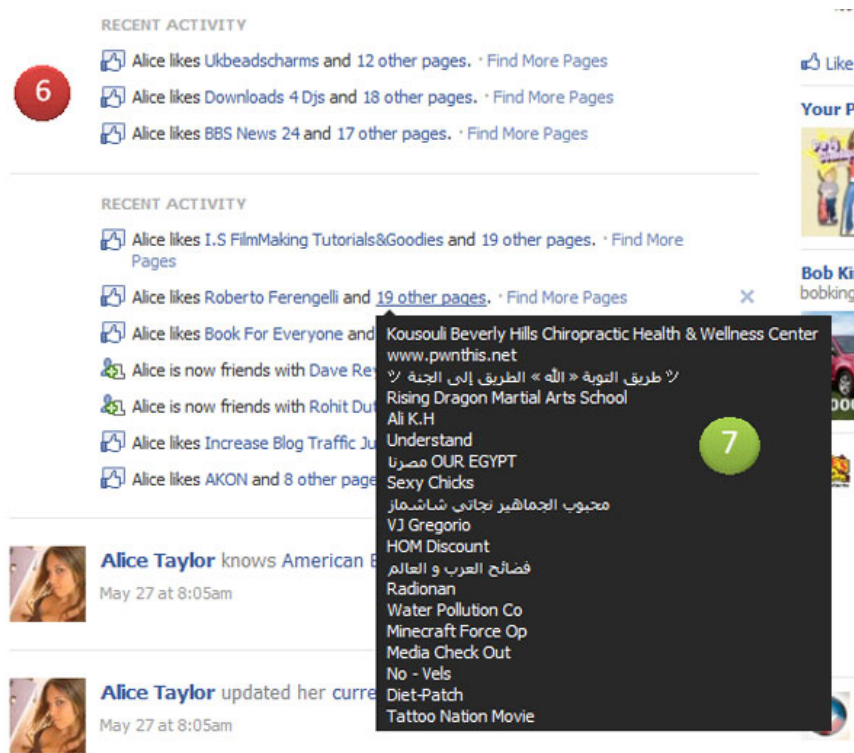 RECENT ACTIVITY
Alice likes Ukbeadscharms and 12 other pages. · Find More Pages
6
Alice likes Downloads 4 Djs and 18 other pages. · Find More Pages
Alice likes BBS News 24 and 17 other pages. · Find More Pages
Like
Your P
RECENT ACTIVITY
Alice likes I.S FilmMaking Tutorials&Goodies and 19 other pages. · Find More
Pages
Alice likes Roberto Ferengelli and 19 other pages. · Find More Pages
Bob Ki
bobking
Alice likes Book For Everyone and
Alice is now friends with Dave Rey
Alice is now friends with Rohit Dut
Alice likes Increase Blog Traffic Ju
Alice likes AKON and 8 other page
Kousouli Beverly Hills Chiropractic Health & Wellness Center
www.pwnthis.net
ツ طريق التوبة « الله » الطريق إلى الجنة ツ
Rising Dragon Martial Arts School
Ali K.H
Understand
OUR EGYPT مصرنا
Sexy Chicks
محبوب الجماهير نجاتي شاشماز
VJ Gregorio
HOM Discount
فضائح العرب و العالم
Radionan
Water Pollution Co
Minecraft Force Op
Media Check Out
No - Vels
Diet-Patch
Tattoo Nation Movie
7
Alice Taylor knows American
May 27 at 8:05am
Alice Taylor updated her curre
May 27 at 8:05am